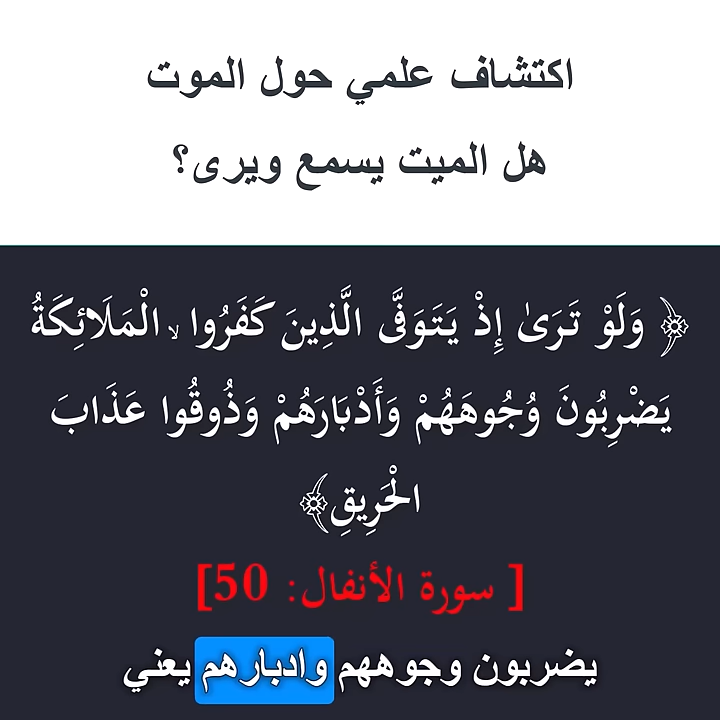 اكتشاف علمي حول الموت
هل الميت يسمع ويرى؟
﴿ وَلَوْ تَرَىٰ إِذْ يَتَوَفَّى الَّذِينَ كَفَرُوا ۙ الْمَلَائِكَةُ
يَضْرِبُونَ وُجُوهَهُمْ وَأَدْبَارَهُمْ وَذُوقُوا عَذَابَ
الْحَرِيقِ﴾
[ سورة الأنفال: 50]
يضربون وجوههم وادبارهم يعني